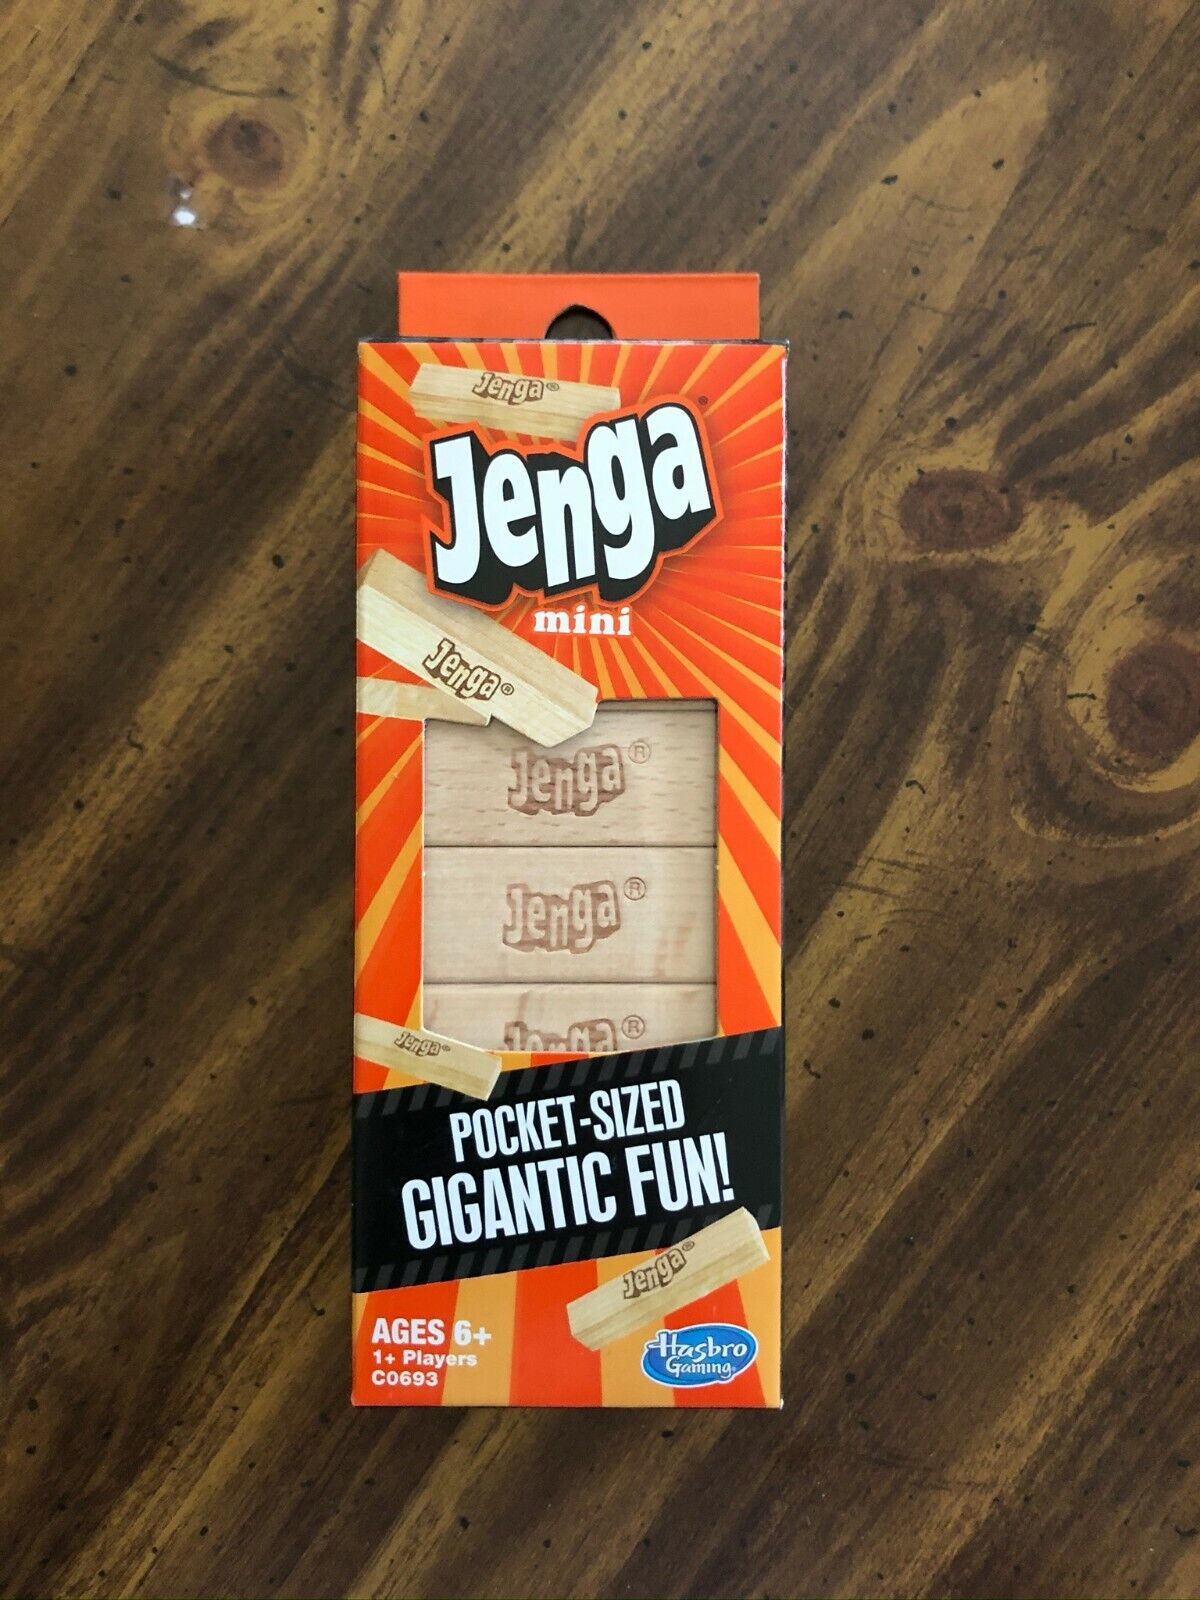 Jenga®
Jenga®
mini
Jenga®
Jenga®
Jenga®
Jenga®
Jenga®
POCKET-SIZED
GIGANTIC FUN!
Jenga®
AGES 6+
1+ Players
C0693
Hasbro
Gaming